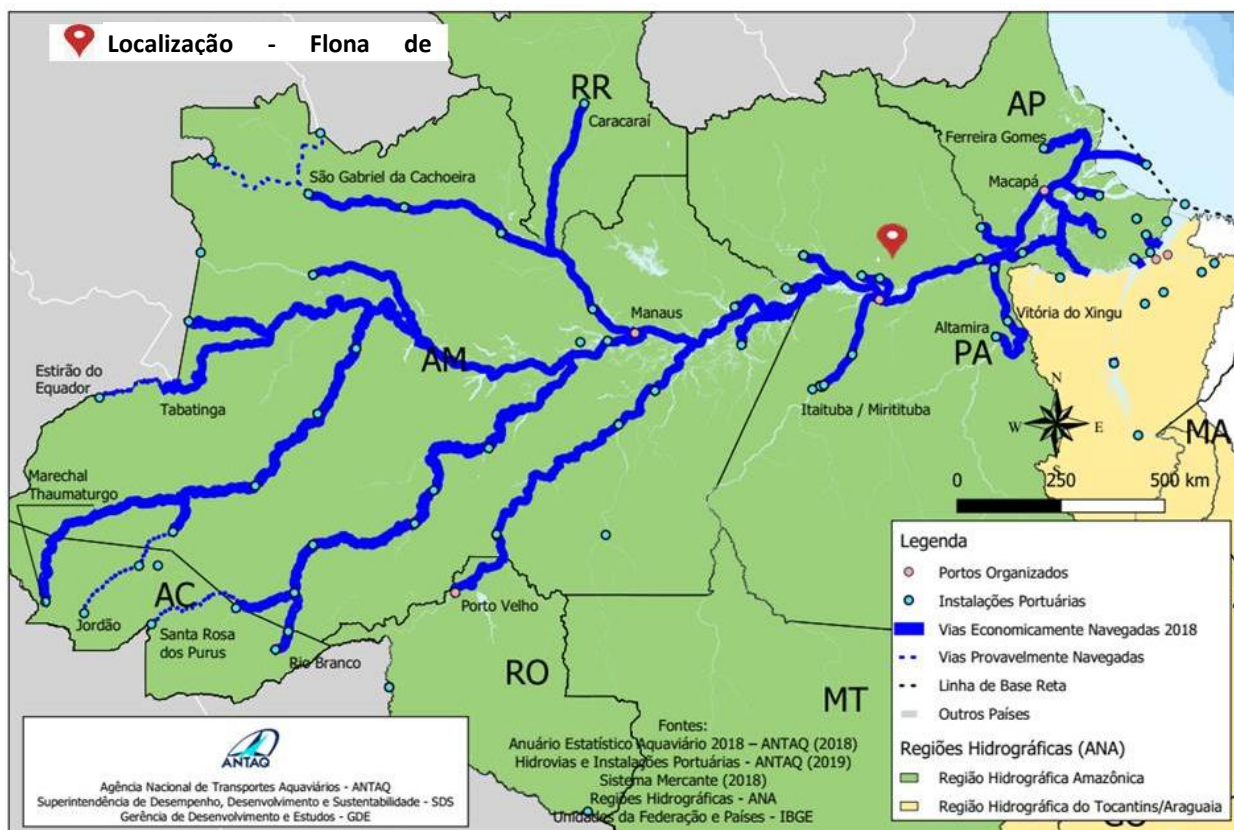 Localização - Flona de
RR
Caracaraí
AP
Ferreira Gomes
Macapá
São Gabriel da Cachoeira
Manaus
Vitória do Xingu
Altamira
PA
AM
Estirão do
Equador
Tabatinga
Itaituba / Miritituba
N
W
E
S
MA
0
250
500 km
Marechal
Thaumaturgo
AC
Jordão
Santa Rosa
dos Purus
Rio Branco
Porto Velho
RO
MT
Legenda
Portos Organizados
Instalações Portuárias
Vias Economicamente Navegadas 2018
Vias Provavelmente Navegadas
Linha de Base Reta
Outros Países
Regiões Hidrográficas (ANA)
Região Hidrográfica Amazônica
Região Hidrográfica do Tocantins/Araguaia
Fontes:
Anuário Estatístico Aquaviário 2018 – ANTAQ (2018)
Hidrovias e Instalações Portuárias - ANTAQ (2019)
Sistema Mercante (2018)
Regiões Hidrográficas - ANA
Unidades da Federação e Países - IBGE
ANTAQ
Agência Nacional de Transportes Aquaviários - ANTAQ
Superintendência de Desempenho, Desenvolvimento e Sustentabilidade - SDS
Gerência de Desenvolvimento e Estudos - GDE